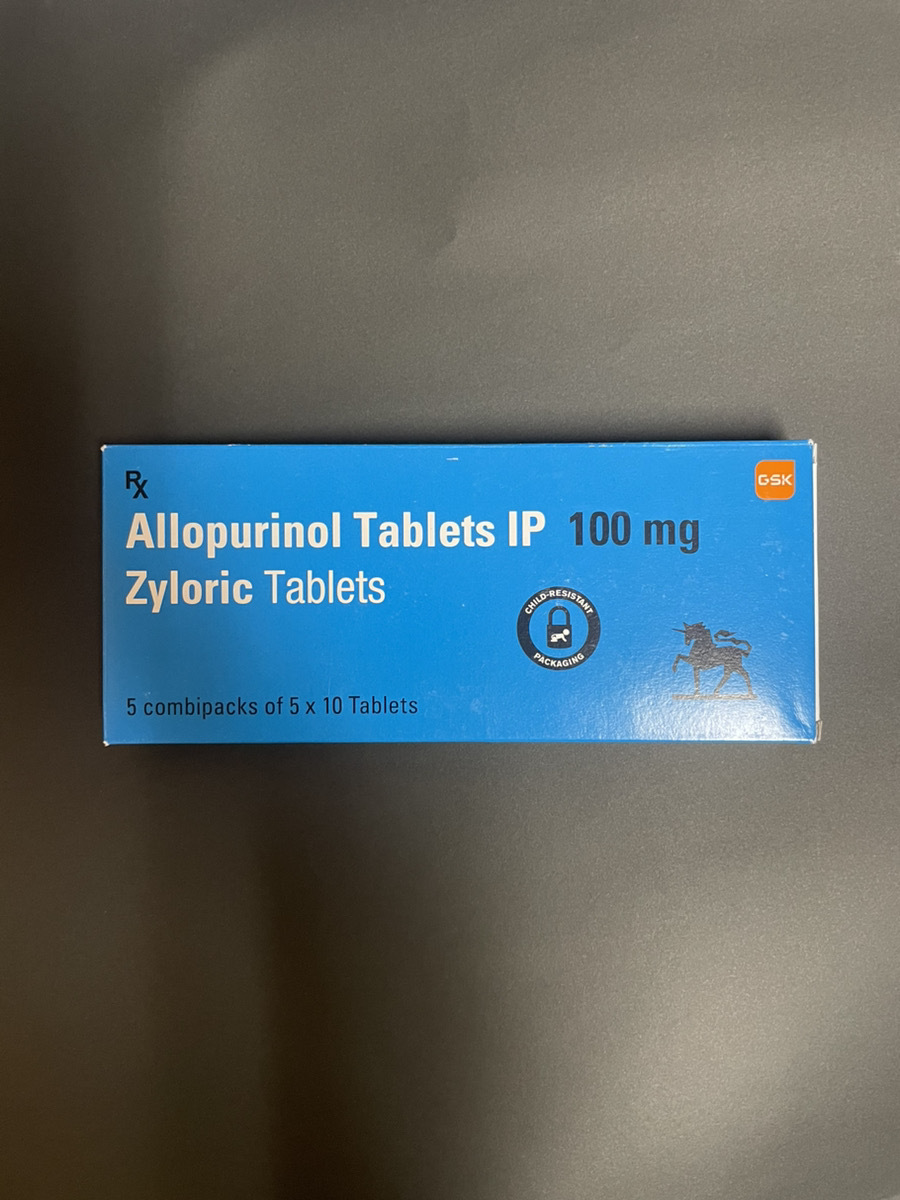 Rx
GSK
Allopurinol Tablets IP 100 mg
Zyloric Tablets
CHILD-RESISTANT
PACKAGING
5 combipacks of 5 x 10 Tablets